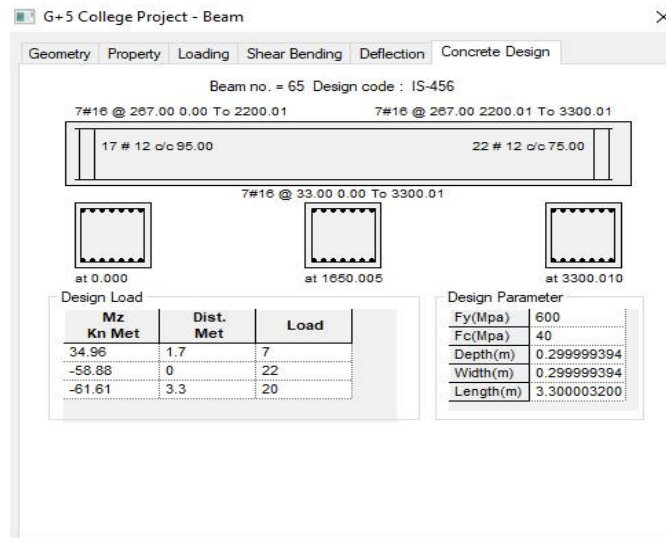 G+5 College Project - Beam
Geometry Property Loading Shear Bending Deflection Concrete Design
Beam no. = 65 Design code : IS-456
7#16 @ 267.00 0.00 To 2200.01 7#16 @ 267.00 2200.01 To 3300.01
17 # 12 c/c 95.00 22 # 12 c/c 75.00
7#16 @ 33.00 0.00 To 3300.01
at 0.000 at 1650.005 at 3300.010
Design Load Design Parameter
Mz Kn Met Dist. Met Load
34.96 1.7 7
-58.88 0 22
-61.61 3.3 20
Fy(Mpa) 600
Fc(Mpa) 40
Depth(m) 0.299999394
Width(m) 0.299999394
Length(m) 3.300003200